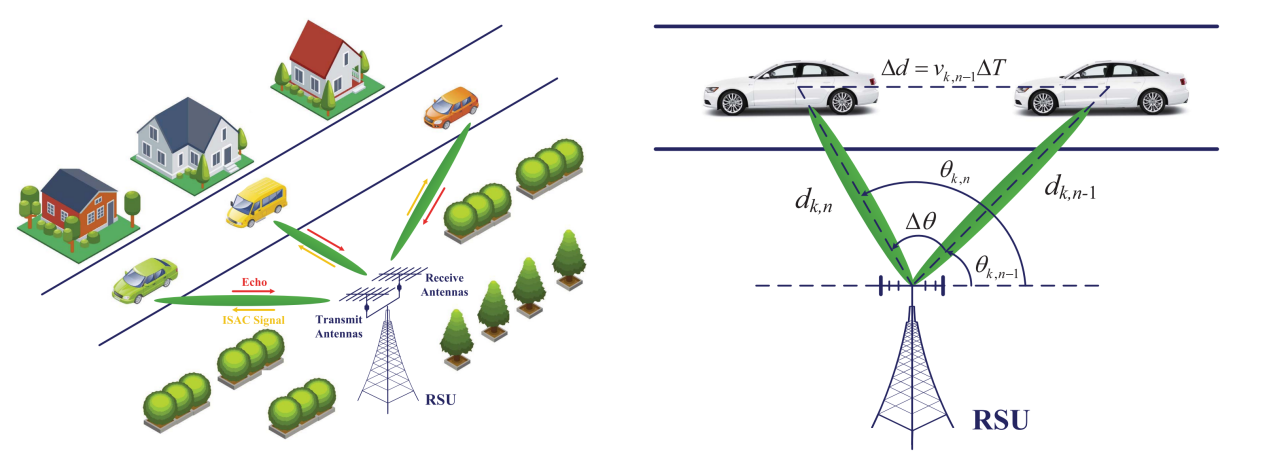 Echo
ISAC Signal
Receive
Antennas
Transmit
Antennas
RSU
Δd = v_{k,n−1}ΔT
θ_{k,n}
d_{k,n}
d_{k,n-1}
Δθ
θ_{k,n−1}
RSU